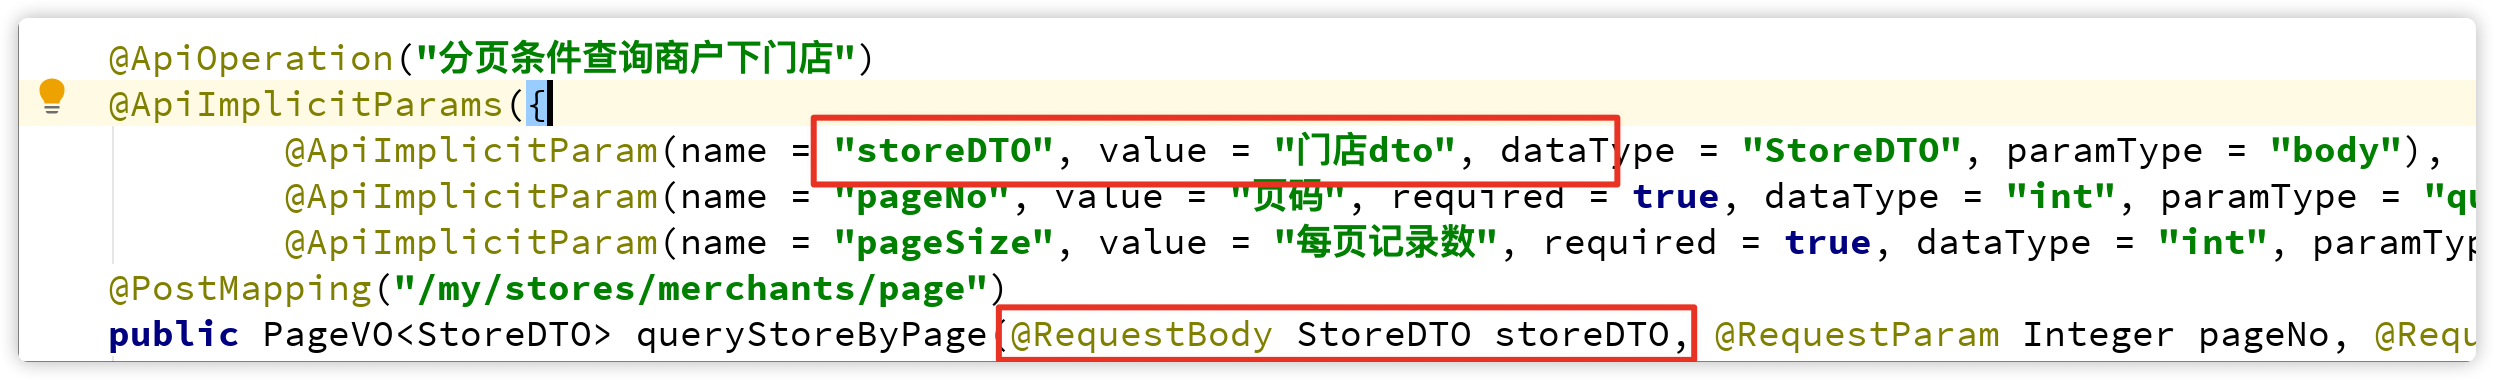 @ApiOperation("分页条件查询商户下门店")
@ApiImplicitParams({
@ApiImplicitParam(name = "storeDTO", value = "门店dto", dataType = "StoreDTO", paramType = "body"),
@ApiImplicitParam(name = "pageNo", value = "页码", required = true, dataType = "int", paramType = "qu
@ApiImplicitParam(name = "pageSize", value = "每页记录数", required = true, dataType = "int", paramTyp
@PostMapping("/my/stores/merchants/page")
public PageVO<StoreDTO> queryStoreByPage(@RequestBody StoreDTO storeDTO, @RequestParam Integer pageNo, @Requ